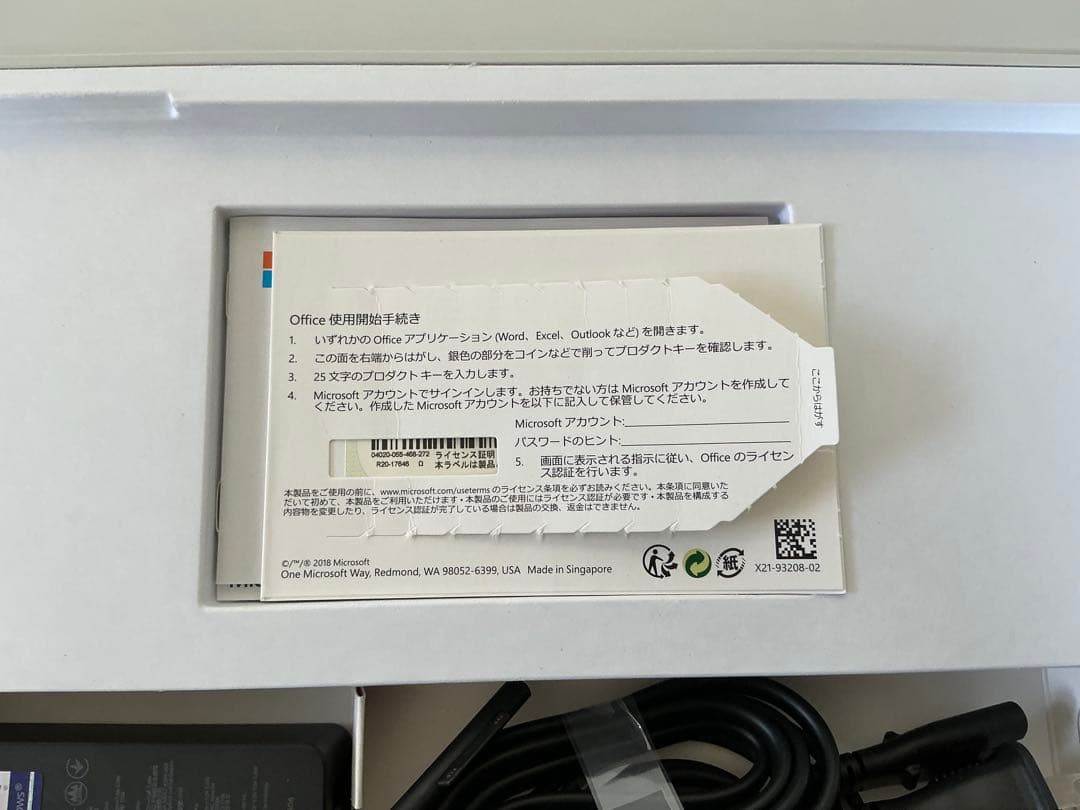 Office 使用開始手続き
1. いずれかの Office アプリケーション (Word、Excel、Outlook など) を開きます。
2. この面を右端からはがし、銀色の部分をコインなどで削ってプロダクトキーを確認します。
3. 25 文字のプロダクト キーを入力します。
4. Microsoft アカウントでサインインします。お持ちでない方は Microsoft アカウントを作成して
ください。作成した Microsoft アカウントを以下に記入して保管してください。
Microsoft アカウント:
パスワードのヒント:
5. 画面に表示される指示に従い、Office のライセン
ス認証を行います。
ここからはがす
04020-055-468-272 ライセンス証明
R20-17646 Ω 本ラベルは製品
本製品をご使用の前に、www.microsoft.com/useterms のライセンス条項を必ずお読みください。本条項に同意いた
だいて初めて、本製品をご利用いただけます・本製品のご使用にはライセンス認証が必要です・本製品を構成する
内容物を変更したり、ライセンス認証が完了している場合は製品の交換、返金はできません。
©/™/® 2018 Microsoft
One Microsoft Way, Redmond, WA 98052-6399, USA Made in Singapore
紙
X21-93208-02